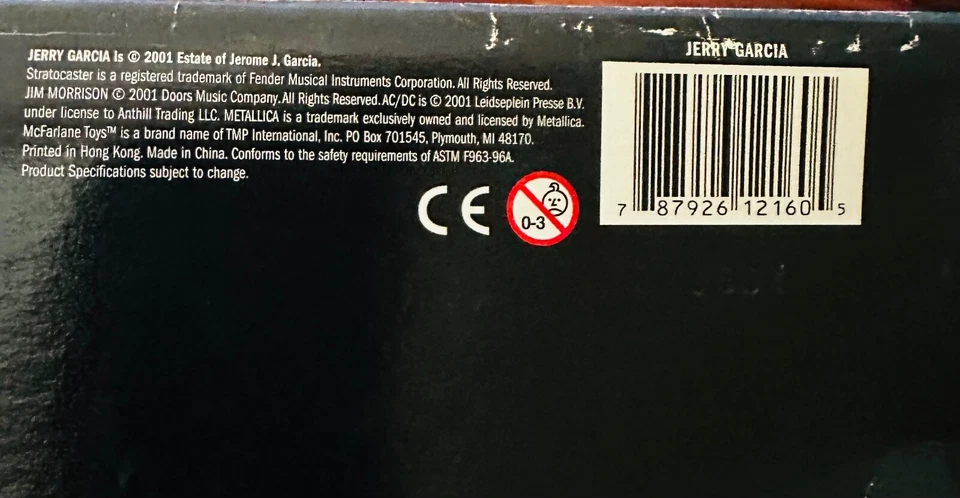 JERRY GARCIA is © 2001 Estate of Jerome J. Garcia.
Stratocaster is a registered trademark of Fender Musical Instruments Corporation. All Rights Reserved.
JIM MORRISON © 2001 Doors Music Company. All Rights Reserved. AC/DC is © 2001 Leidseplein Presse B.V.
under license to Anthill Trading LLC. METALLICA is a trademark exclusively owned and licensed by Metallica.
McFarlane Toys™ is a brand name of TMP International, Inc. PO Box 701545, Plymouth, MI 48170.
Printed in Hong Kong. Made in China. Conforms to the safety requirements of ASTM F963-96A.
Product Specifications subject to change.
CE
0-3
JERRY GARCIA
7 87926 12160 5